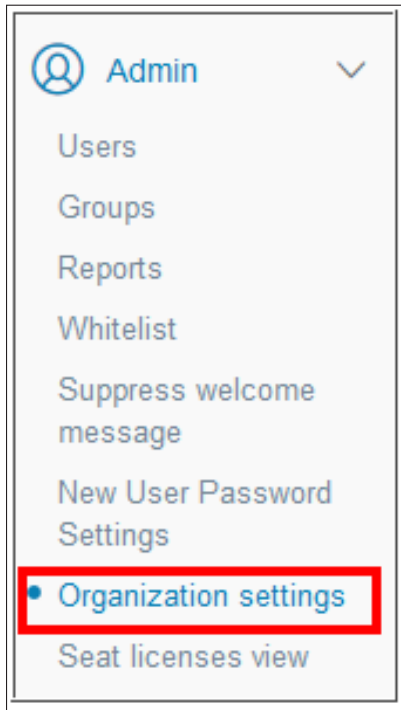 Admin
Users
Groups
Reports
Whitelist
Suppress welcome
message
New User Password
Settings
Organization settings
Seat licenses view